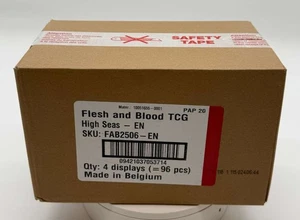 SAFETY
TAPE
PAP 20
Flesh and Blood TCG
High Seas - EN
SKU: FAB2506-EN
09421037053714
Qty: 4 displays (=96 pcs)
Made in Belgium